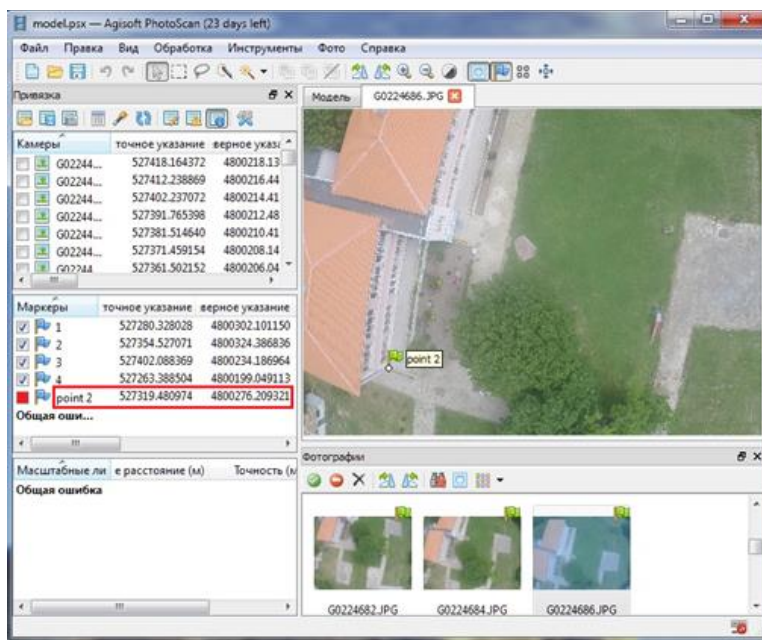 model.psx — Agisoft PhotoScan (23 days left)
Файл Правка Вид Обработка Инструменты Фото Справка
Привязка
Модель G0224686.JPG
Камеры точное указание верное указа
G02244... 527418.164372 4800218.13
G02244... 527412.238869 4800216.44
G02244... 527402.237072 4800214.41
G02244... 527391.765398 4800212.48
G02244... 527381.514640 4800210.41
G02244... 527371.459154 4800208.14
G02244 527361.502152 4800206.04
Маркеры точное указание верное указание
1 527280.328028 4800302.101150
2 527354.527071 4800324.386836
3 527402.088369 4800234.186964
4 527263.388504 4800199.049113
point 2 527319.480974 4800276.209321
Общая оши...
point 2
Масштабные ли е расстояние (м) Точность (м
Общая ошибка
Фотографии
G0224682.JPG G0224684.JPG G0224686.JPG